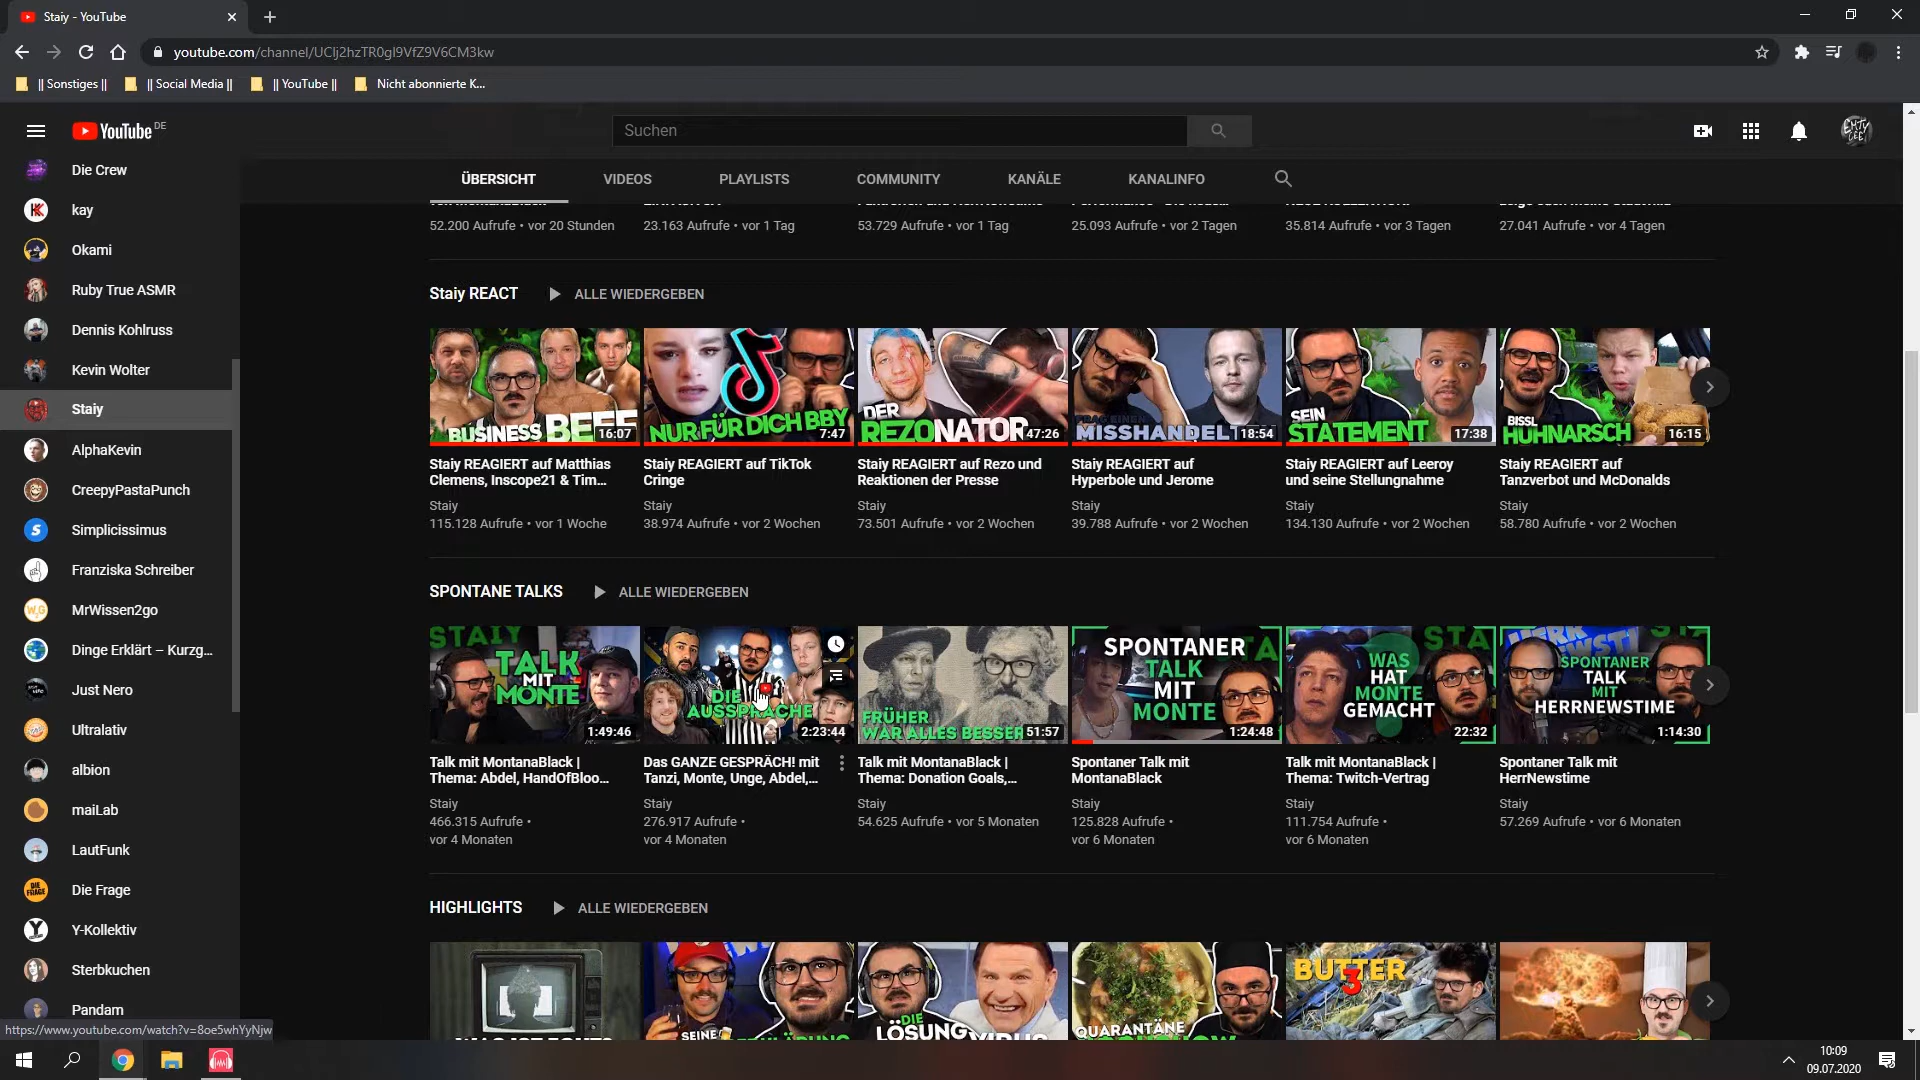 Staiy - YouTube
youtube.com/channel/UClj2hzTR0gI9VfZ9V6CM3kw
|| Sonstiges ||
|| Social Media ||
|| YouTube ||
Nicht abonnierte K...
YouTube DE
Suchen
Die Crew
kay
Okami
Ruby True ASMR
Dennis Kohlruss
Kevin Wolter
Staiy
AlphaKevin
CreepyPastaPunch
Simplicissimus
Franziska Schreiber
MrWissen2go
Dinge Erklärt – Kurzg...
Just Nero
Ultralativ
albion
maiLab
LautFunk
Die Frage
Y-Kollektiv
Sterbkuchen
Pandam
https://www.youtube.com/watch?v=8oe5whYyNjw
ÜBERSICHT
VIDEOS
PLAYLISTS
COMMUNITY
KANÄLE
KANALINFO
52.200 Aufrufe • vor 20 Stunden
23.163 Aufrufe • vor 1 Tag
53.729 Aufrufe • vor 1 Tag
25.093 Aufrufe • vor 2 Tagen
35.814 Aufrufe • vor 3 Tagen
27.041 Aufrufe • vor 4 Tagen
Staiy REACT
ALLE WIEDERGEBEN
BUSINESS BEEF
16:07
Staiy REAGIERT auf Matthias
Clemens, Inscope21 & Tim...
Staiy
115.128 Aufrufe • vor 1 Woche
NUR FÜR DICH BBY
7:47
Staiy REAGIERT auf TikTok
Cringe
Staiy
38.974 Aufrufe • vor 2 Wochen
DER
REZONATOR
47:26
Staiy REAGIERT auf Rezo und
Reaktionen der Presse
Staiy
73.501 Aufrufe • vor 2 Wochen
FRAG EINEN
MISSHANDELT
18:54
Staiy REAGIERT auf
Hyperbole und Jerome
Staiy
39.788 Aufrufe • vor 2 Wochen
SEIN
STATEMENT
17:38
Staiy REAGIERT auf Leeroy
und seine Stellungnahme
Staiy
134.130 Aufrufe • vor 2 Wochen
BISSL
HÜHNARSCH
16:15
Staiy REAGIERT auf
Tanzverbot und McDonalds
Staiy
58.780 Aufrufe • vor 2 Wochen
SPONTANE TALKS
ALLE WIEDERGEBEN
STAIY
TALK
MIT
MONTE
1:49:46
Talk mit MontanaBlack |
Thema: Abdel, HandOfBloo...
Staiy
466.315 Aufrufe •
vor 4 Monaten
DIE
AUSSPRACHE
2:23:44
Das GANZE GESPRÄCH! mit
Tanzi, Monte, Unge, Abdel,...
Staiy
276.917 Aufrufe •
vor 4 Monaten
FRÜHER
WAR ALLES BESSER
51:57
Talk mit MontanaBlack |
Thema: Donation Goals,...
Staiy
54.625 Aufrufe • vor 5 Monaten
SPONTANER
TALK
MIT
MONTE
1:24:48
Spontaner Talk mit
MontanaBlack
Staiy
125.828 Aufrufe •
vor 6 Monaten
WAS
HAT
MONTE
GEMACHT
22:32
Talk mit MontanaBlack |
Thema: Twitch-Vertrag
Staiy
111.754 Aufrufe •
vor 6 Monaten
SPONTANER
TALK
MIT
HERRNEWSTIME
1:14:30
Spontaner Talk mit
HerrNewstime
Staiy
57.269 Aufrufe • vor 6 Monaten
HIGHLIGHTS
ALLE WIEDERGEBEN
SEINE
DIE
LÖSUNG
QUARANTÄNE
BUTTER
3
10:09
09.07.2020